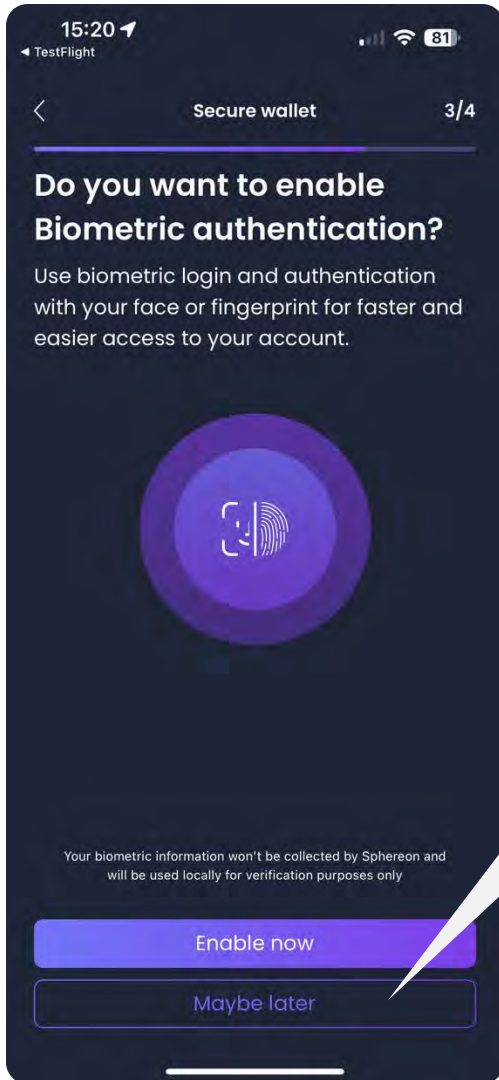 15:20
81
◀ TestFlight
Secure wallet
3/4
Do you want to enable
Biometric authentication?
Use biometric login and authentication
with your face or fingerprint for faster and
easier access to your account.
Your biometric information won't be collected by Sphereon and
will be used locally for verification purposes only
Enable now
Maybe later